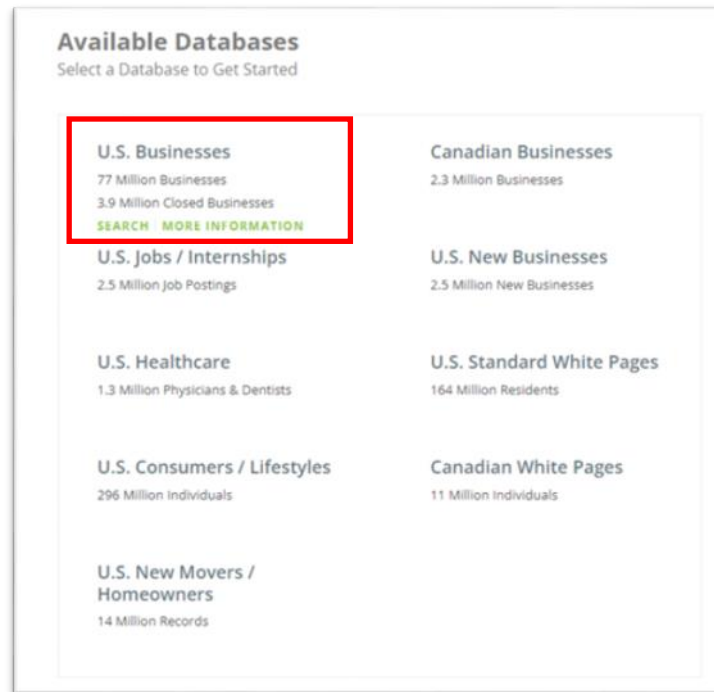 Available Databases
Select a Database to Get Started
U.S. Businesses
77 Million Businesses
3.9 Million Closed Businesses
SEARCH MORE INFORMATION
Canadian Businesses
2.3 Million Businesses
U.S. Jobs / Internships
2.5 Million Job Postings
U.S. New Businesses
2.5 Million New Businesses
U.S. Healthcare
1.3 Million Physicians & Dentists
U.S. Standard White Pages
164 Million Residents
U.S. Consumers / Lifestyles
296 Million Individuals
Canadian White Pages
11 Million Individuals
U.S. New Movers /
Homeowners
14 Million Records